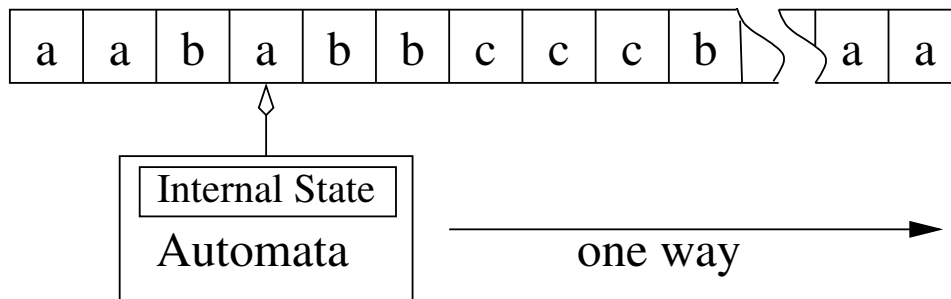 a a b a b b c c c b a a
Internal State
Automata
one way